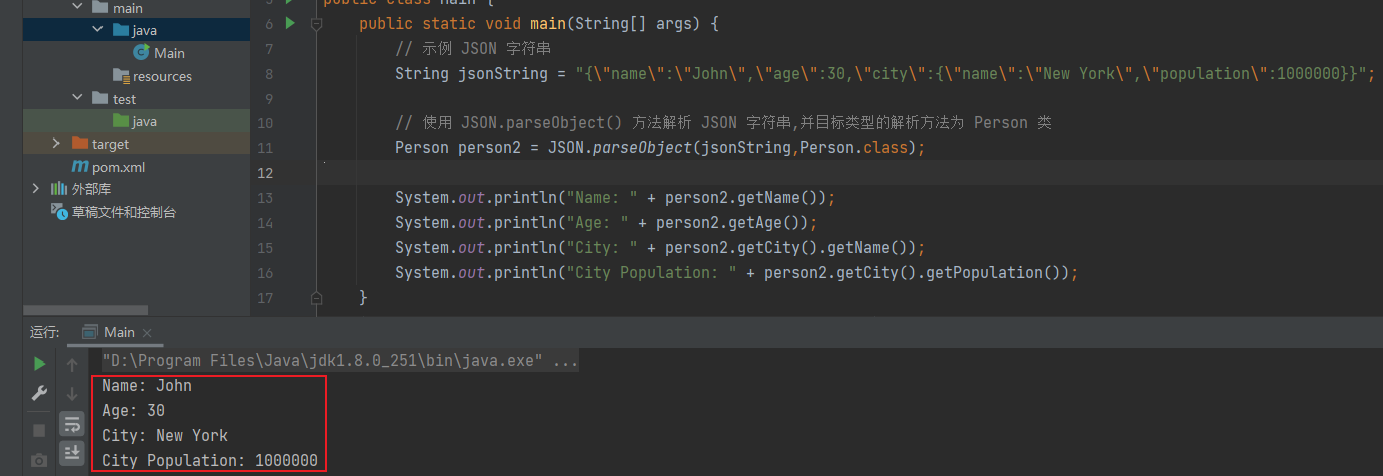 main
java
Main
resources
test
java
target
pom.xml
外部库
草稿文件和控制台
5
6 public static void main(String[] args) {
7 // 示例 JSON 字符串
8 String jsonString = "{\"name\":\"John\",\"age\":30,\"city\":{\"name\":\"New York\",\"population\":1000000}}";
9
10 // 使用 JSON.parseObject() 方法解析 JSON 字符串,并目标类型的解析方法为 Person 类
11 Person person2 = JSON.parseObject(jsonString,Person.class);
12
13 System.out.println("Name: " + person2.getName());
14 System.out.println("Age: " + person2.getAge());
15 System.out.println("City: " + person2.getCity().getName());
16 System.out.println("City Population: " + person2.getCity().getPopulation());
17 }
运行: Main
"D:\Program Files\Java\jdk1.8.0_251\bin\java.exe" ...
Name: John
Age: 30
City: New York
City Population: 1000000